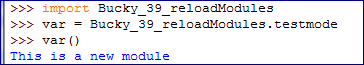 >>> import Bucky_39_reloadModules
>>> var = Bucky_39_reloadModules.testmode
>>> var()
This is a new module